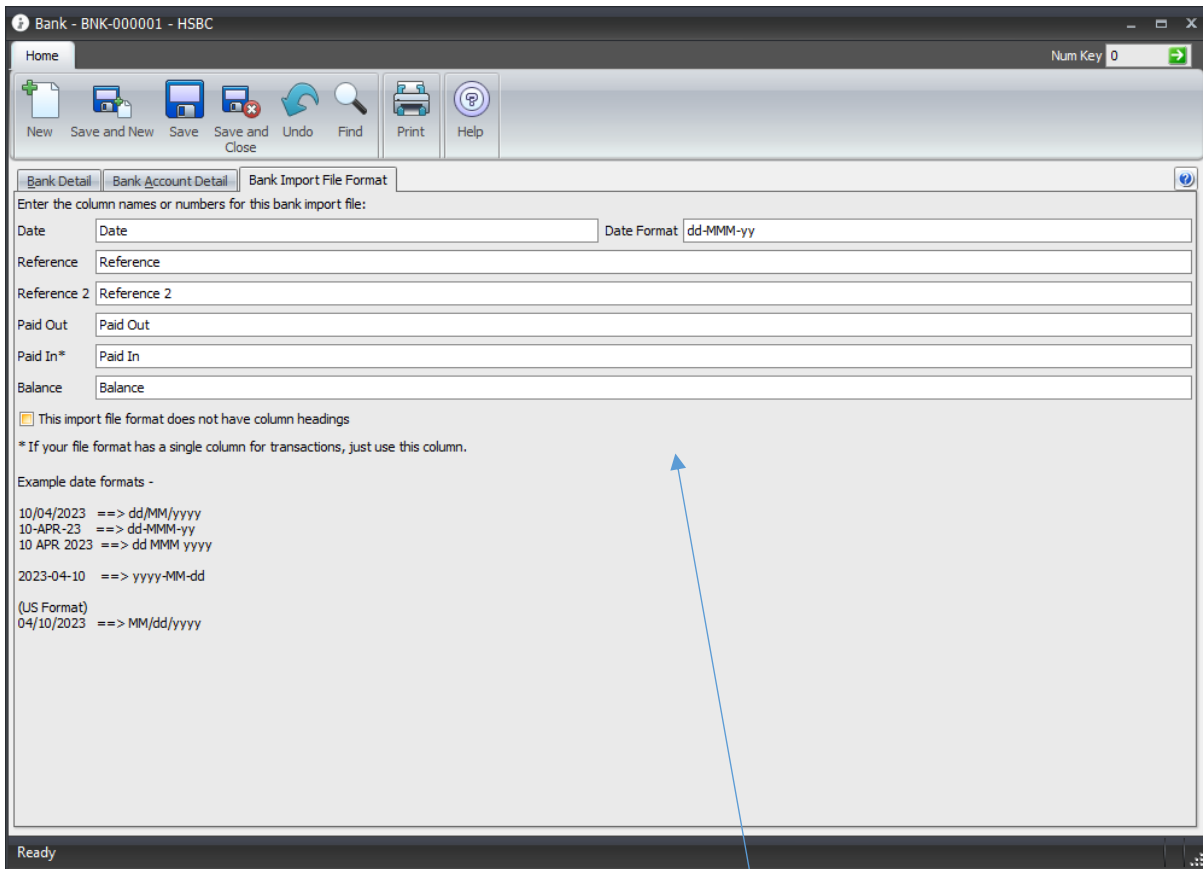 Bank - BNK-000001 - HSBC
Home
Num Key 0
New Save and New Save Save and Close Undo Find Print Help
Bank Detail Bank Account Detail Bank Import File Format
Enter the column names or numbers for this bank import file:
Date Date Date Format dd-MMM-yy
Reference Reference
Reference 2 Reference 2
Paid Out Paid Out
Paid In* Paid In
Balance Balance
This import file format does not have column headings
* If your file format has a single column for transactions, just use this column.
Example date formats -
10/04/2023 ==> dd/MM/yyyy
10-APR-23 ==> dd-MMM-yy
10 APR 2023 ==> dd MMM yyyy
2023-04-10 ==> yyyy-MM-dd
(US Format)
04/10/2023 ==> MM/dd/yyyy
Ready